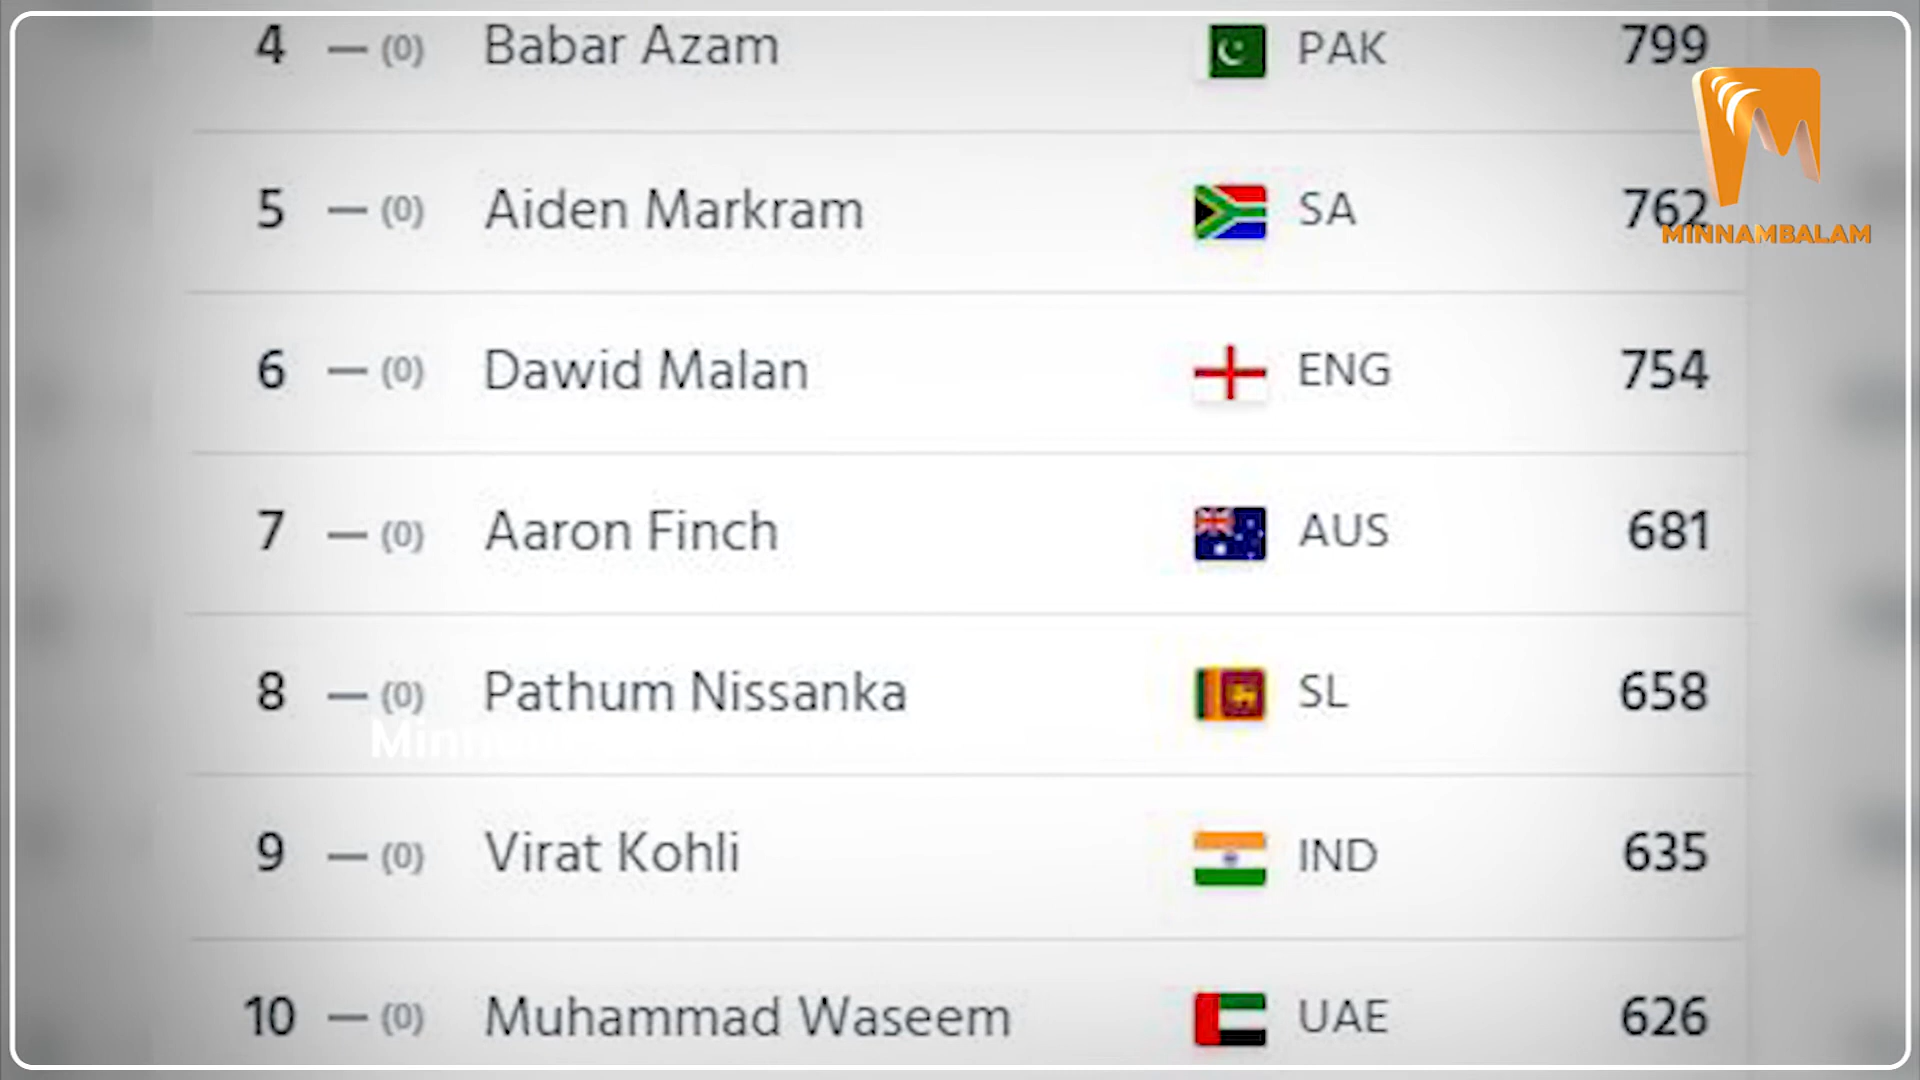 4 — (0) Babar Azam PAK 799
5 — (0) Aiden Markram SA 762
MINNAMBALAM
6 — (0) Dawid Malan ENG 754
7 — (0) Aaron Finch AUS 681
8 — (0) Pathum Nissanka SL 658
9 — (0) Virat Kohli IND 635
10 — (0) Muhammad Waseem UAE 626